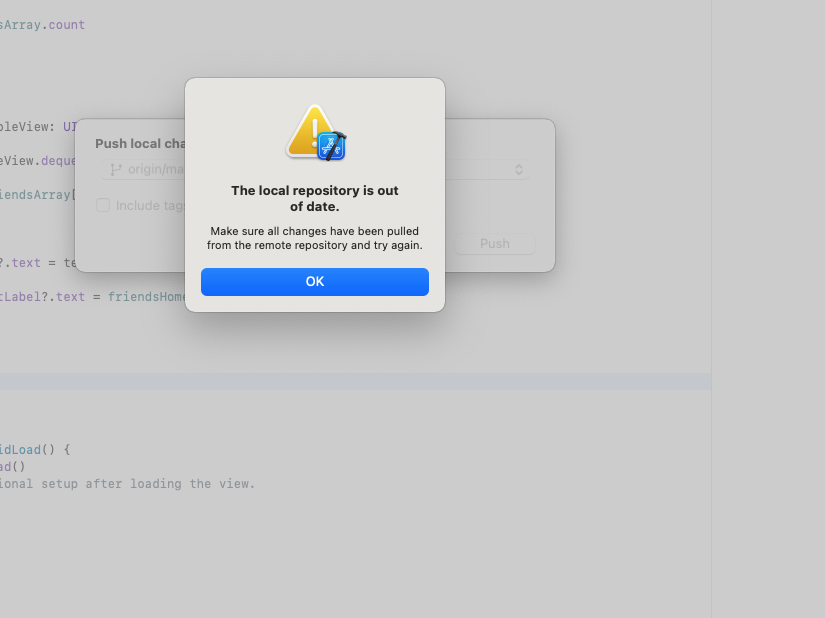 sArray.count
bleView: UI
Push local cha
eView.deque
origin/ma
iendsArray[
Include tags
The local repository is out
of date.
Make sure all changes have been pulled
from the remote repository and try again.
Push
?.text = te
OK
tLabel?.text = friendsHome
idLoad() {
ad()
ional setup after loading the view.